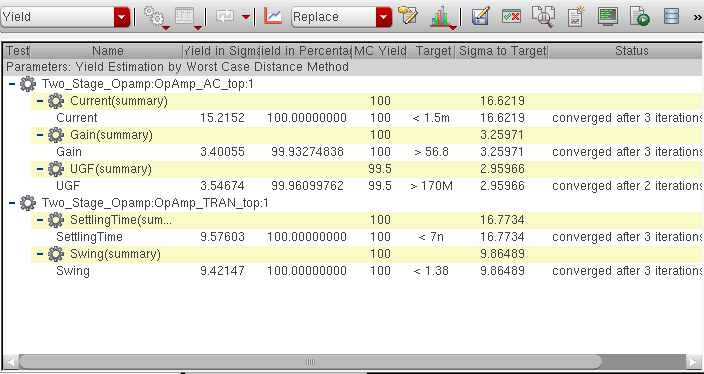 Yield Replace »
Test Name Yield in Sigma ield in Percenta MC Yield Target Sigma to Target Status
Parameters: Yield Estimation by Worst Case Distance Method
Two_Stage_Opamp:OpAmp_AC_top:1
Current(summary) 100 16.6219
Current 15.2152 100.00000000 100 < 1.5m 16.6219 converged after 3 iterations
Gain(summary) 100 3.25971
Gain 3.40055 99.93274838 100 > 56.8 3.25971 converged after 3 iterations
UGF(summary) 99.5 2.95966
UGF 3.54674 99.96099762 99.5 > 170M 2.95966 converged after 2 iterations
Two_Stage_Opamp:OpAmp_TRAN_top:1
SettlingTime(sum... 100 16.7734
SettlingTime 9.57603 100.00000000 100 < 7n 16.7734 converged after 3 iterations
Swing(summary) 100 9.86489
Swing 9.42147 100.00000000 100 < 1.38 9.86489 converged after 3 iterations